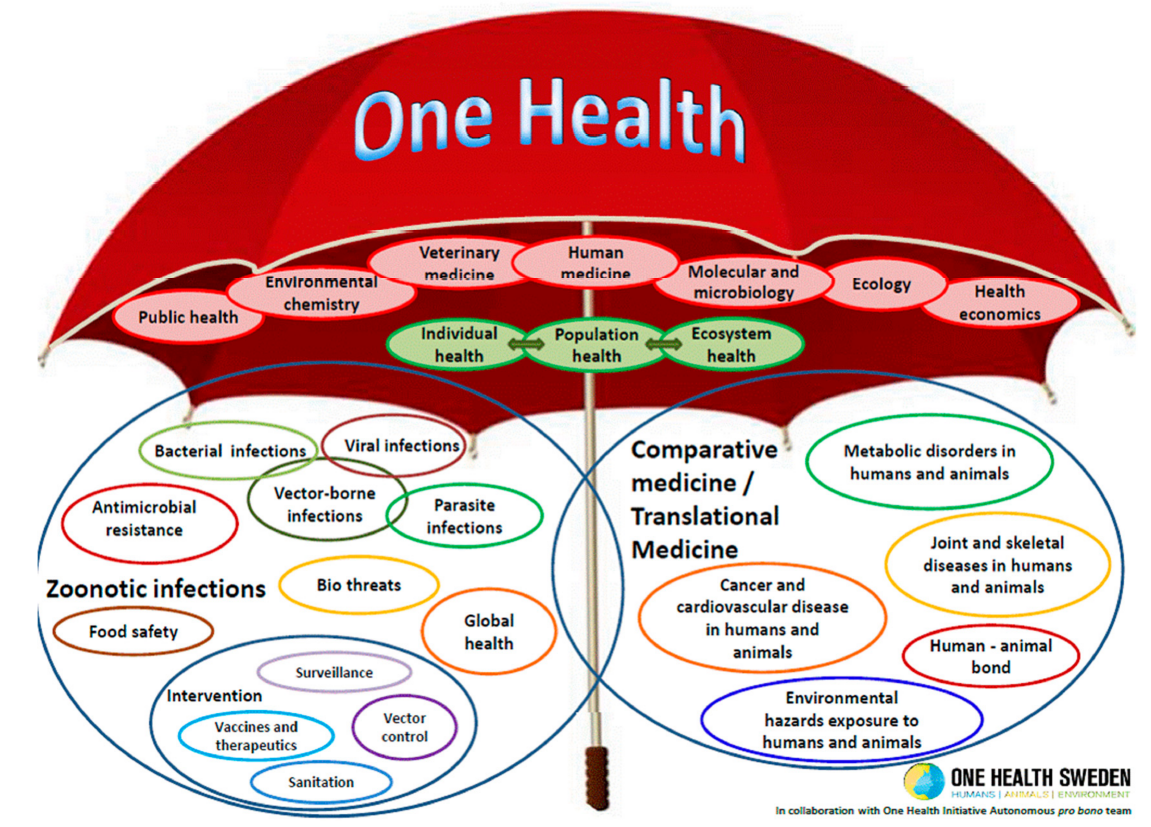 One Health
Veterinary
medicine
Human
medicine
Molecular and
microbiology
Ecology
Health
economics
Environmental
chemistry
Public health
Individual
health
Population
health
Ecosystem
health
Bacterial infections
Viral infections
Vector-borne
infections
Parasite
infections
Antimicrobial
resistance
Zoonotic infections
Bio threats
Food safety
Global
health
Surveillance
Intervention
Vaccines and
therapeutics
Vector
control
Sanitation
Comparative
medicine /
Translational
Medicine
Metabolic disorders in
humans and animals
Joint and skeletal
diseases in humans
and animals
Cancer and
cardiovascular disease
in humans and
animals
Human - animal
bond
Environmental
hazards exposure to
humans and animals
ONE HEALTH SWEDEN
HUMANS | ANIMALS | ENVIRONMENT
In collaboration with One Health Initiative Autonomous pro bono team